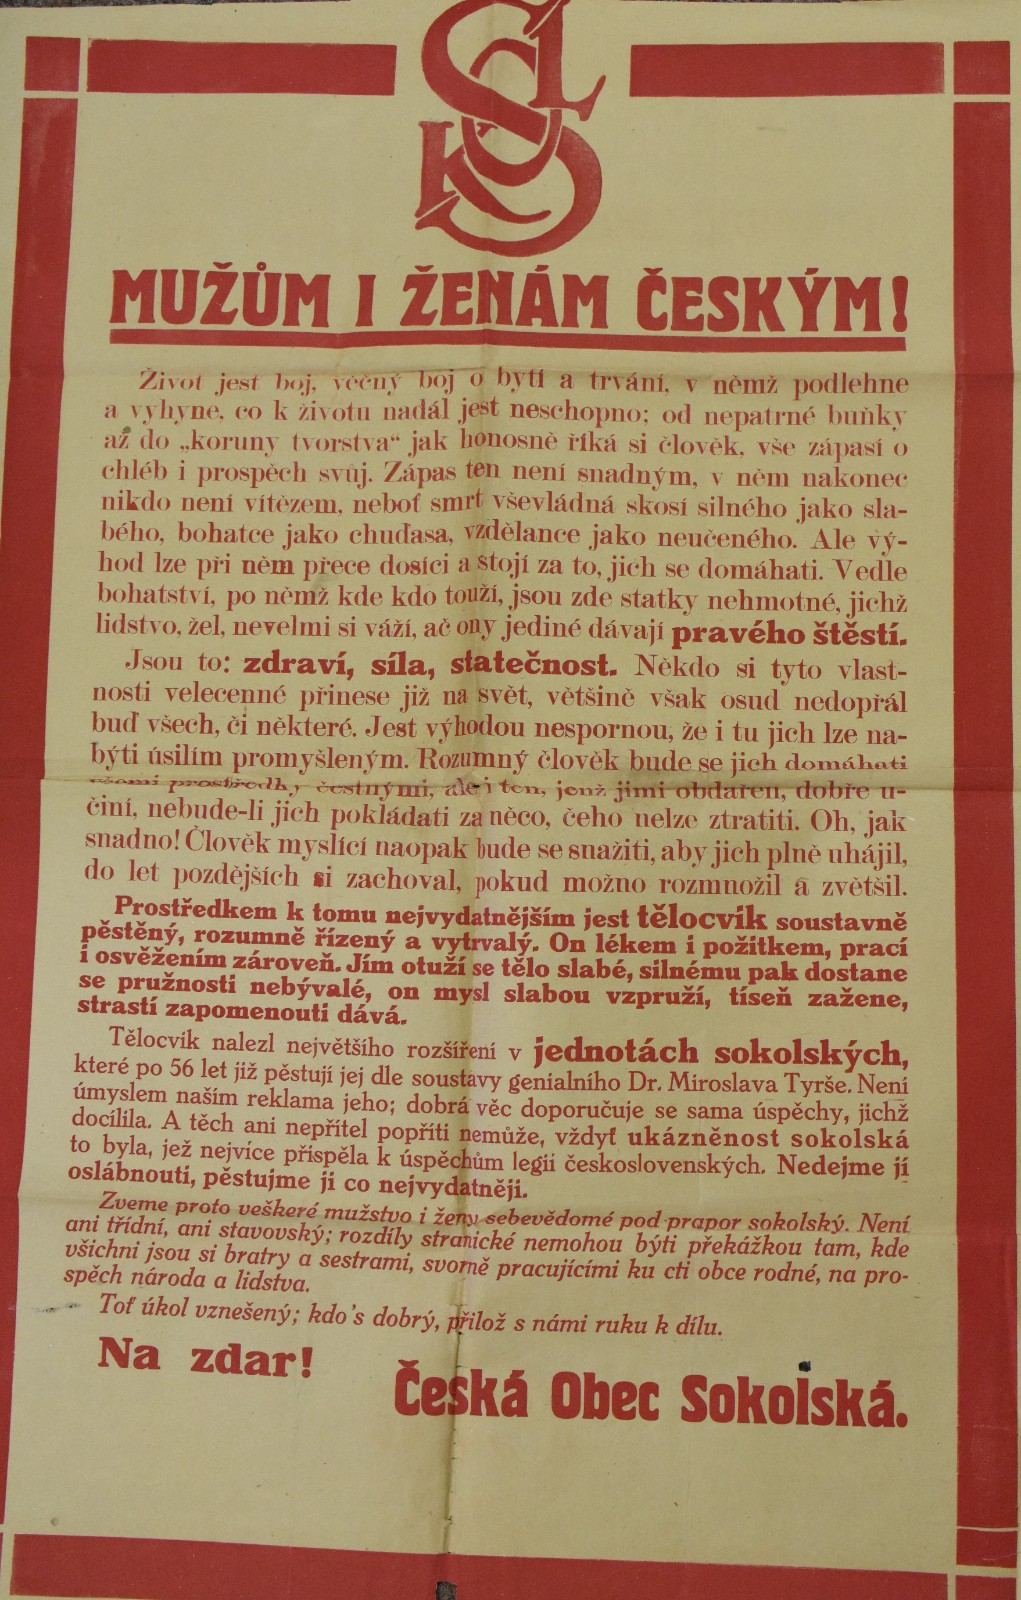 SOKOL
MUŽŮM I ŽENÁM ČESKÝM!
Život jest boj, věčný boj o bytí a trvání, v němž podlehne
a vyhyne, co k životu nadál jest neschopno; od nepatrné buňky
až do „koruny tvorstva“ jak honosně říká si člověk, vše zápasí o
chléb i prospěch svůj. Zápas ten není snadným, v něm nakonec
nikdo není vítězem, neboť smrt vševládná skosí silného jako sla-
bého, bohatce jako chuďasa, vzdělance jako neučeného. Ale vý-
hod lze při něm přece dosíci a stojí za to, jich se domáhati. Vedle
bohatství, po němž kde kdo touží, jsou zde statky nehmotné, jichž
lidstvo, žel, nevelmi si váží, ač ony jediné dávají pravého štěstí.
Jsou to: zdraví, síla, statečnost. Někdo si tyto vlast-
nosti velecenné přinese již na svět, většině však osud nedopřál
buď všech, či některé. Jest výhodou nespornou, že i tu jich lze na-
býti úsilím promyšleným. Rozumný člověk bude se jich domáhati
všemi prostředky čestnými, ale i ten, jenž jimi obdařen, dobře u-
činí, nebude-li jich pokládati za něco, čeho nelze ztratiti. Oh, jak
snadno! Člověk myslící naopak bude se snažiti, aby jich plně uhájil,
do let pozdějších si zachoval, pokud možno rozmnožil a zvětšil.
Prostředkem k tomu nejvydatnějším jest tělocvik soustavně
pěstěný, rozumně řízený a vytrvalý. On lékem i požitkem, prací
i osvěžením zároveň. Jím otuží se tělo slabé, silnému pak dostane
se pružnosti nebývalé, on mysl slabou vzpruží, tíseň zažene,
strastí zapomenouti dává.
Tělocvik nalezl největšího rozšíření v jednotách sokolských,
které po 56 let již pěstují jej dle soustavy genialního Dr. Miroslava Tyrše. Není
úmyslem naším reklama jeho; dobrá věc doporučuje se sama úspěchy, jichž
docílila. A těch ani nepřítel popříti nemůže, vždyť ukázněnost sokolská
to byla, jež nejvíce přispěla k úspěchům legií československých. Nedejme jí
oslábnouti, pěstujme ji co nejvydatněji.
Zveme proto veškeré mužstvo i ženy sebevědomé pod prapor sokolský. Není
ani třídní, ani stavovský; rozdíly stranické nemohou býti překážkou tam, kde
všichni jsou si bratry a sestrami, svorně pracujícími ku cti obce rodné, na pro-
spěch národa a lidstva.
Toť úkol vznešený; kdo's dobrý, přilož s námi ruku k dílu.
Na zdar!
Česká Obec Sokolská.